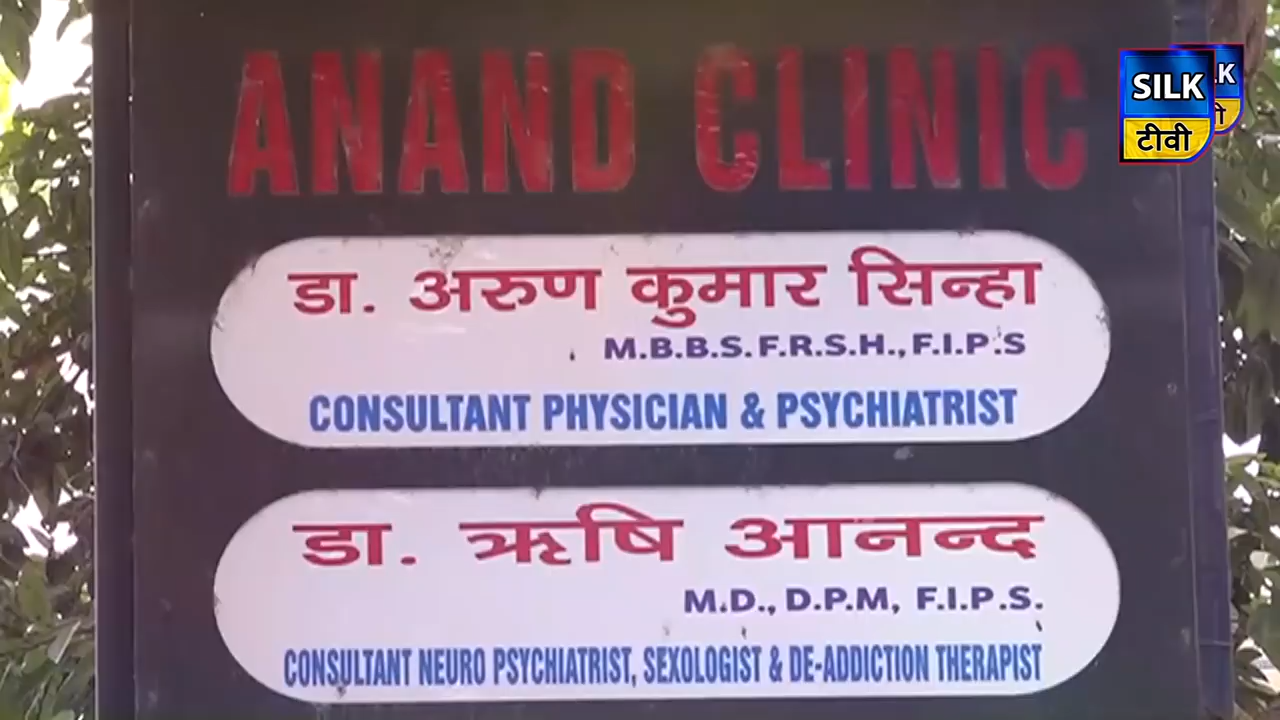 ANAND CLINIC
SILK
टीवी
डा. अरुण कुमार सिन्हा
M.B.B.S. F.R.S.H., F.I.P.S
CONSULTANT PHYSICIAN & PSYCHIATRIST
डा. ऋषि आनन्द
M.D., D.P.M, F.I.P.S.
CONSULTANT NEURO PSYCHIATRIST, SEXOLOGIST & DE-ADDICTION THERAPIST